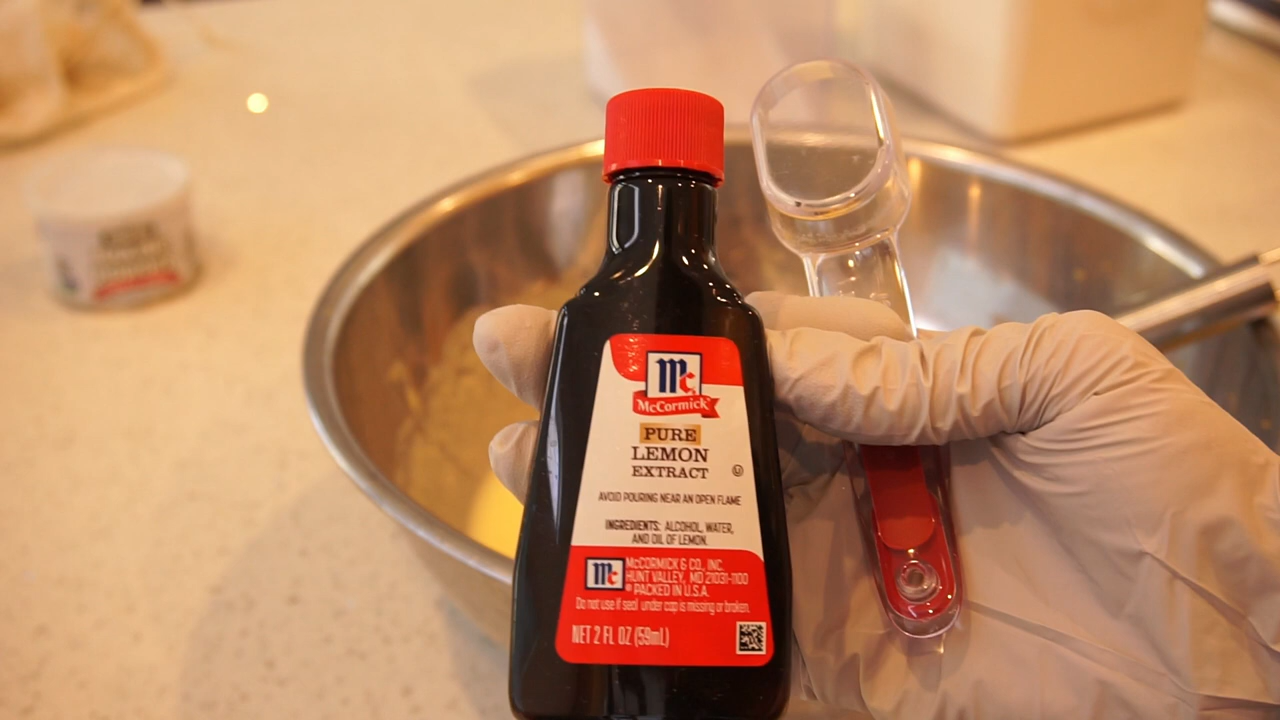 Mc
McCormick
PURE
LEMON
EXTRACT
AVOID POURING NEAR AN OPEN FLAME
INGREDIENTS: ALCOHOL, WATER,
AND OIL OF LEMON.
Mc
McCORMICK & CO., INC.
HUNT VALLEY, MD 21031-1100
PACKED IN U.S.A.
Do not use if seal under cap is missing or broken.
NET 2 FL OZ (59mL)